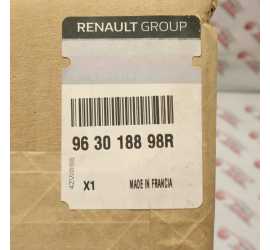 RENAULT GROUP
96 30 188 98R
X1
MADE IN FRANCIA